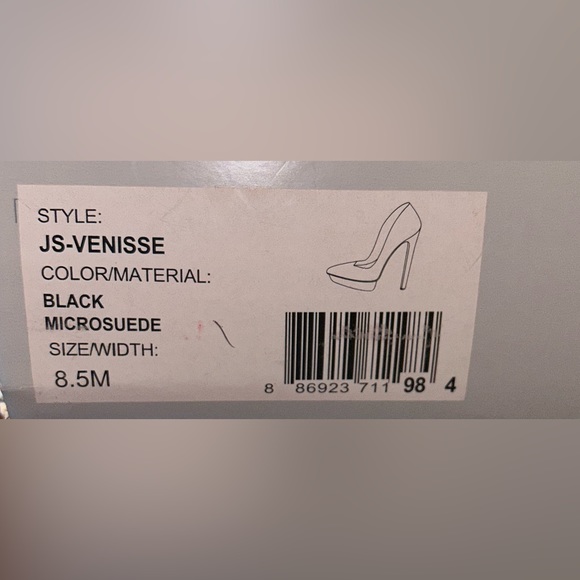 STYLE:
JS-VENISSE
COLOR/MATERIAL:
BLACK
MICROSUEDE
SIZE/WIDTH:
8.5M
8 86923 711 98 4